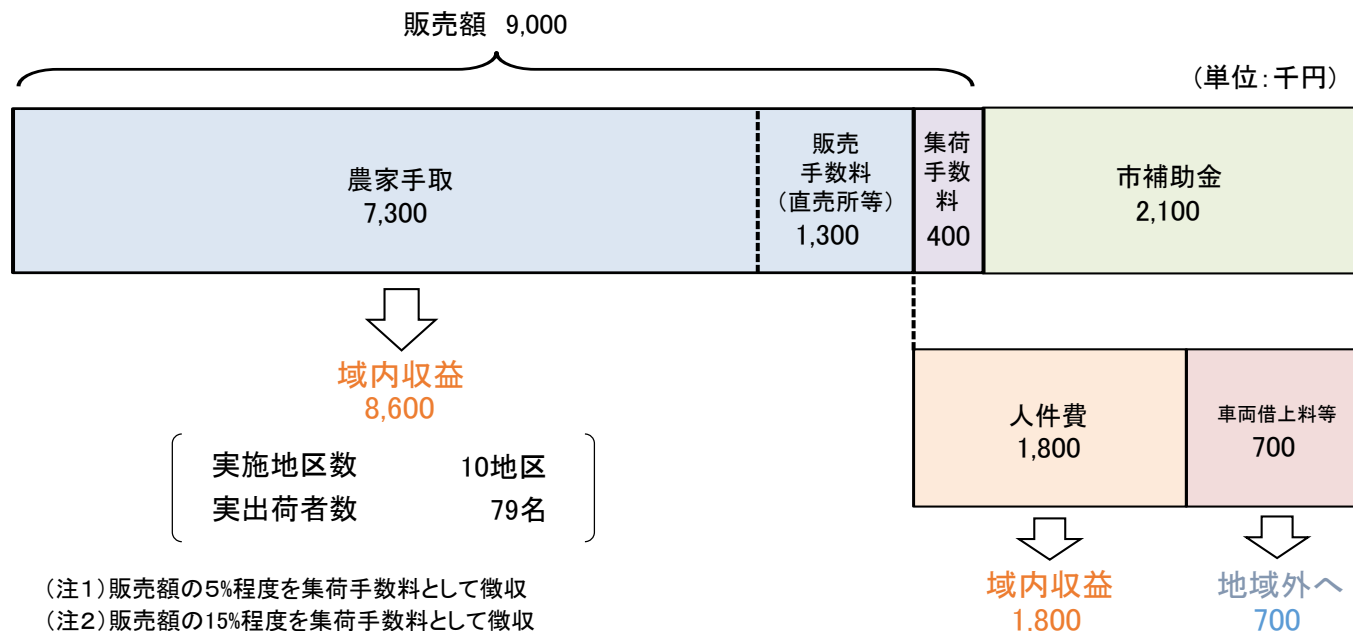 販売額 9,000
(単位:千円)
農家手取
7,300
販売
手数料
(直売所等)
1,300
集荷
手数
料
400
市補助金
2,100
域内収益
8,600
実施地区数 10地区
実出荷者数 79名
人件費
1,800
車両借上料等
700
域内収益
1,800
地域外へ
700
(注1)販売額の5%程度を集荷手数料として徴収
(注2)販売額の15%程度を集荷手数料として徴収